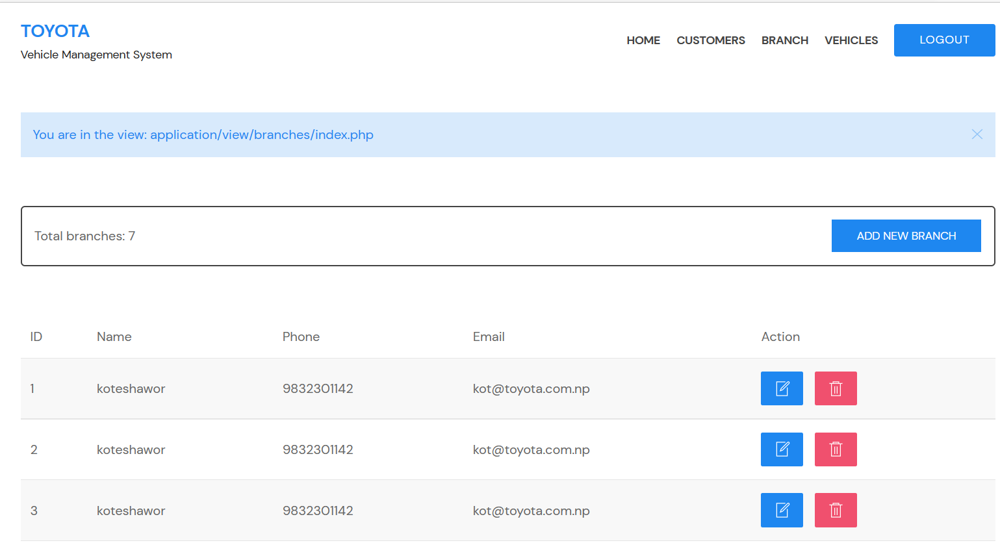 TOYOTA
Vehicle Management System
HOME CUSTOMERS BRANCH VEHICLES LOGOUT
You are in the view: application/view/branches/index.php
Total branches: 7 ADD NEW BRANCH
ID Name Phone Email Action
1 koteshawor 9832301142 kot@toyota.com.np
2 koteshawor 9832301142 kot@toyota.com.np
3 koteshawor 9832301142 kot@toyota.com.np